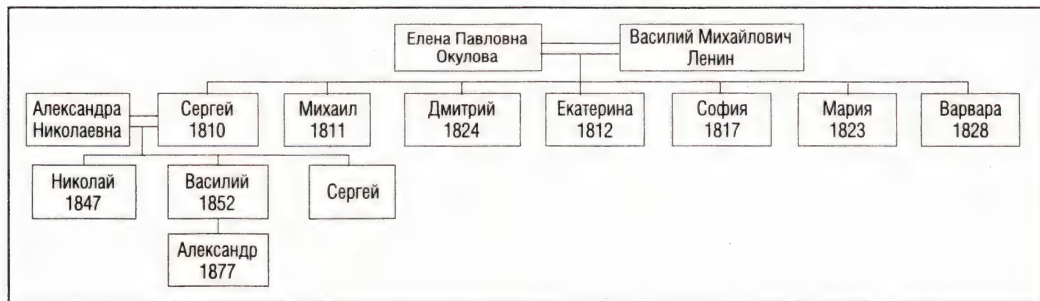 Елена Павловна
Окулова
Василий Михайлович
Ленин
Александра
Николаевна
Сергей
1810
Михаил
1811
Дмитрий
1824
Екатерина
1812
София
1817
Мария
1823
Варвара
1828
Николай
1847
Василий
1852
Сергей
Александр
1877